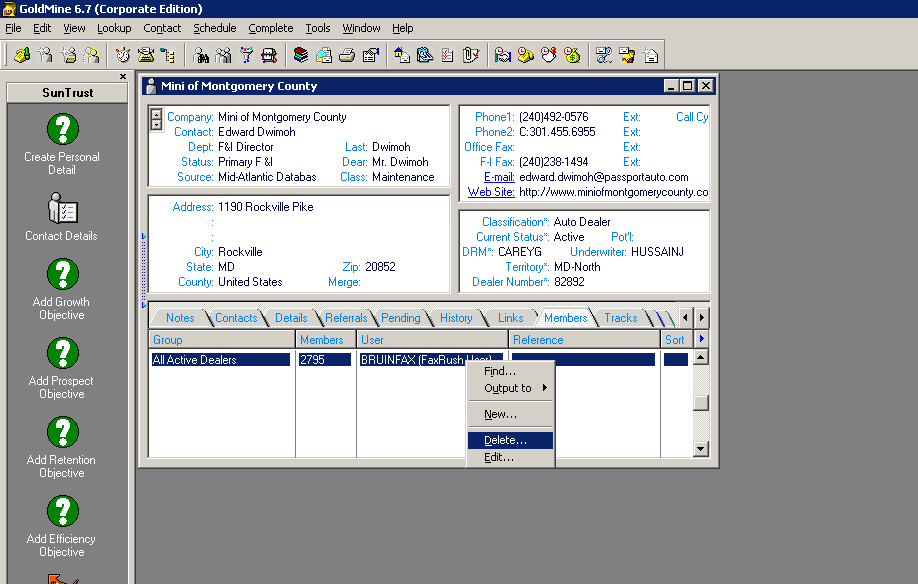 GoldMine 6.7 (Corporate Edition)
File Edit View Lookup Contact Schedule Complete Tools Window Help
SunTrust
Create Personal
Detail
Contact Details
Add Growth
Objective
Add Prospect
Objective
Add Retention
Objective
Add Efficiency
Objective
Mini of Montgomery County
Company: Mini of Montgomery County
Contact: Edward Dwimoh
Dept: F&I Director Last: Dwimoh
Status: Primary F &I Dear: Mr. Dwimoh
Source: Mid-Atlantic Databas Class: Maintenance
Phone1: (240)492-0576 Ext: Call Cy
Phone2: C:301.455.6955 Ext:
Office Fax: Ext:
F-I Fax: (240)238-1494 Ext:
E-mail: edward.dwimoh@passportauto.com
Web Site: http://www.miniofmontgomerycounty.co
Address: 1190 Rockville Pike
:
:
City: Rockville
State: MD Zip: 20852
County: United States Merge:
Classification*: Auto Dealer
Current Status*: Active Pot'l:
DRM*: CAREYG Underwriter: HUSSAINJ
Territory*: MD-North
Dealer Number*: 82892
Notes Contacts Details Referrals Pending History Links Members Tracks
Group Members User Reference Sort
All Active Dealers 2795 BRUINFAX (FaxRush User)
Find...
Output to
New...
Delete...
Edit...